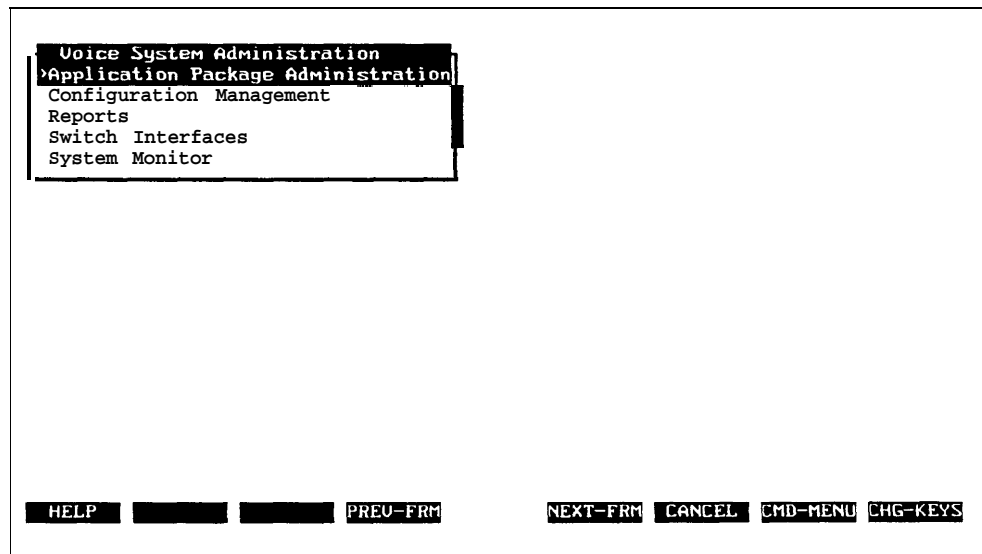 Voice System Administration
>Application Package Administration
Configuration Management
Reports
Switch Interfaces
System Monitor
HELP PREV-FRM NEXT-FRM CANCEL CMD-MENU CHG-KEYS